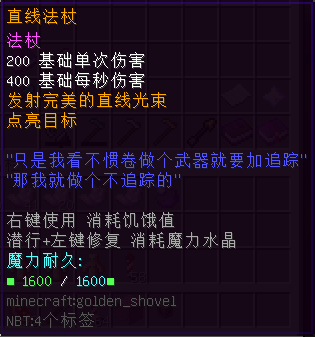 直线法杖
法杖
200 基础单次伤害
400 基础每秒伤害
发射完美的直线光束
点亮目标
"只是我看不惯卷做个武器就要加追踪"
"那我就做个不追踪的"
右键使用 消耗饥饿值
潜行+左键修复 消耗魔力水晶
魔力耐久:
■ 1600 / 1600■
minecraft:golden_shovel
NBT:4个标签